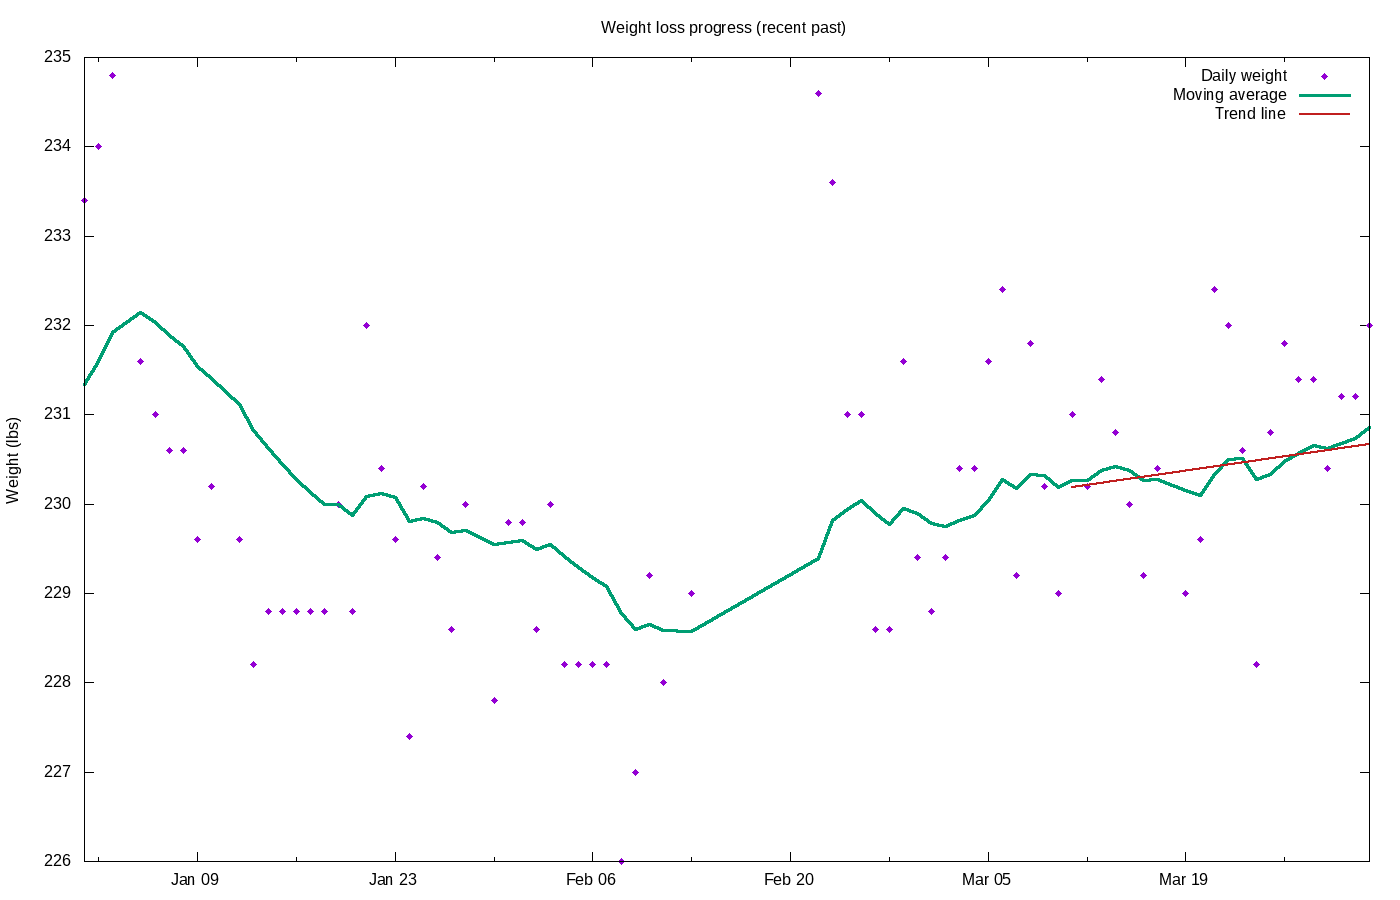 Weight loss progress (recent past)
235
234
233
232
231
230
229
228
227
226
Weight (lbs)
Daily weight
Moving average
Trend line
Jan 09 Jan 23 Feb 06 Feb 20 Mar 05 Mar 19